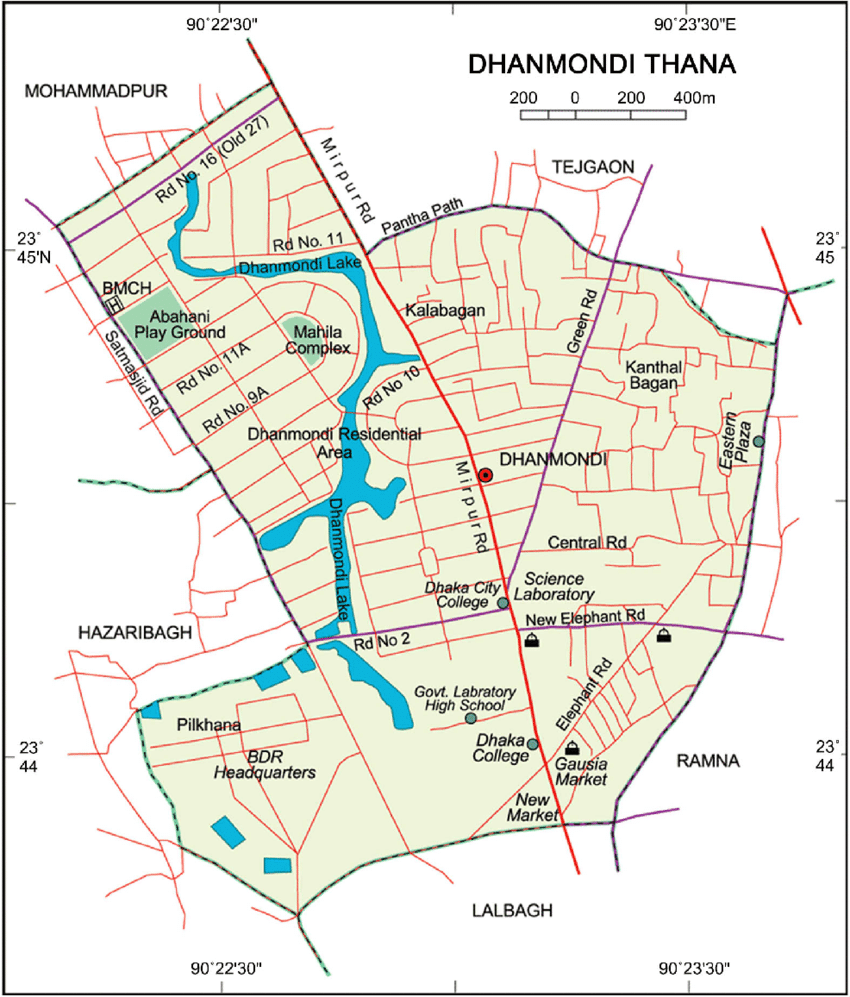 90°22'30"
90°23'30"E
DHANMONDI THANA
200 0 200 400m
MOHAMMADPUR
TEJGAON
Rd No. 16 (Old 27)
Mirpur Rd
Pantha Path
23°
45'N
23°
45
Rd No. 11
Dhanmondi Lake
BMCH
H
Abahani
Play Ground
Mahila
Complex
Kalabagan
Green Rd
Satmasjid Rd
Rd No. 11A
Rd No. 9A
Rd No 10
Kanthal
Bagan
Eastern
Plaza
Dhanmondi Residential
Area
DHANMONDI
Mirpur Rd
Dhanmondi Lake
Central Rd
Science
Laboratory
Dhaka City
College
New Elephant Rd
HAZARIBAGH
Rd No 2
Elephant Rd
Govt. Labratory
High School
Pilkhana
BDR
Headquarters
Dhaka
College
Gausia
Market
New
Market
23°
44
23°
44
RAMNA
LALBAGH
90°22'30"
90°23'30"